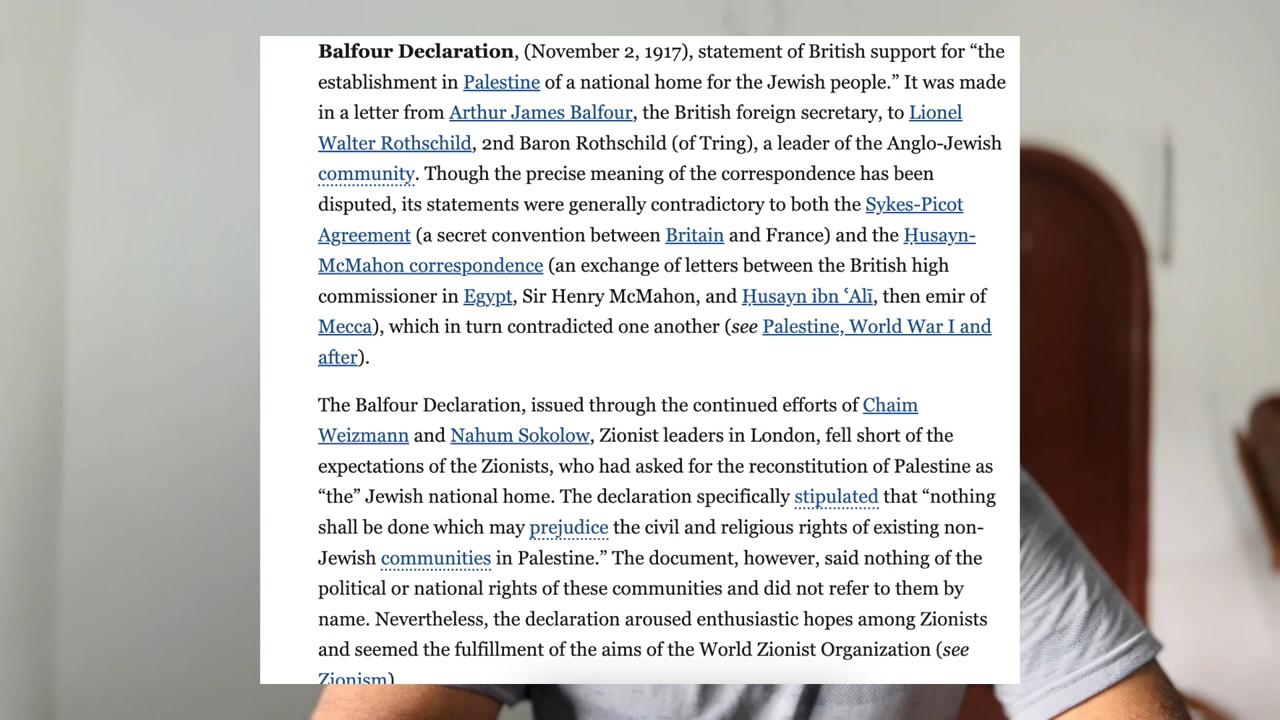 Balfour Declaration, (November 2, 1917), statement of British support for “the
establishment in Palestine of a national home for the Jewish people.” It was made
in a letter from Arthur James Balfour, the British foreign secretary, to Lionel
Walter Rothschild, 2nd Baron Rothschild (of Tring), a leader of the Anglo-Jewish
community. Though the precise meaning of the correspondence has been
disputed, its statements were generally contradictory to both the Sykes-Picot
Agreement (a secret convention between Britain and France) and the Ḥusayn-
McMahon correspondence (an exchange of letters between the British high
commissioner in Egypt, Sir Henry McMahon, and Ḥusayn ibn ʿAlī, then emir of
Mecca), which in turn contradicted one another (see Palestine, World War I and
after).
The Balfour Declaration, issued through the continued efforts of Chaim
Weizmann and Nahum Sokolow, Zionist leaders in London, fell short of the
expectations of the Zionists, who had asked for the reconstitution of Palestine as
“the” Jewish national home. The declaration specifically stipulated that “nothing
shall be done which may prejudice the civil and religious rights of existing non-
Jewish communities in Palestine.” The document, however, said nothing of the
political or national rights of these communities and did not refer to them by
name. Nevertheless, the declaration aroused enthusiastic hopes among Zionists
and seemed the fulfillment of the aims of the World Zionist Organization (see
Zionism)